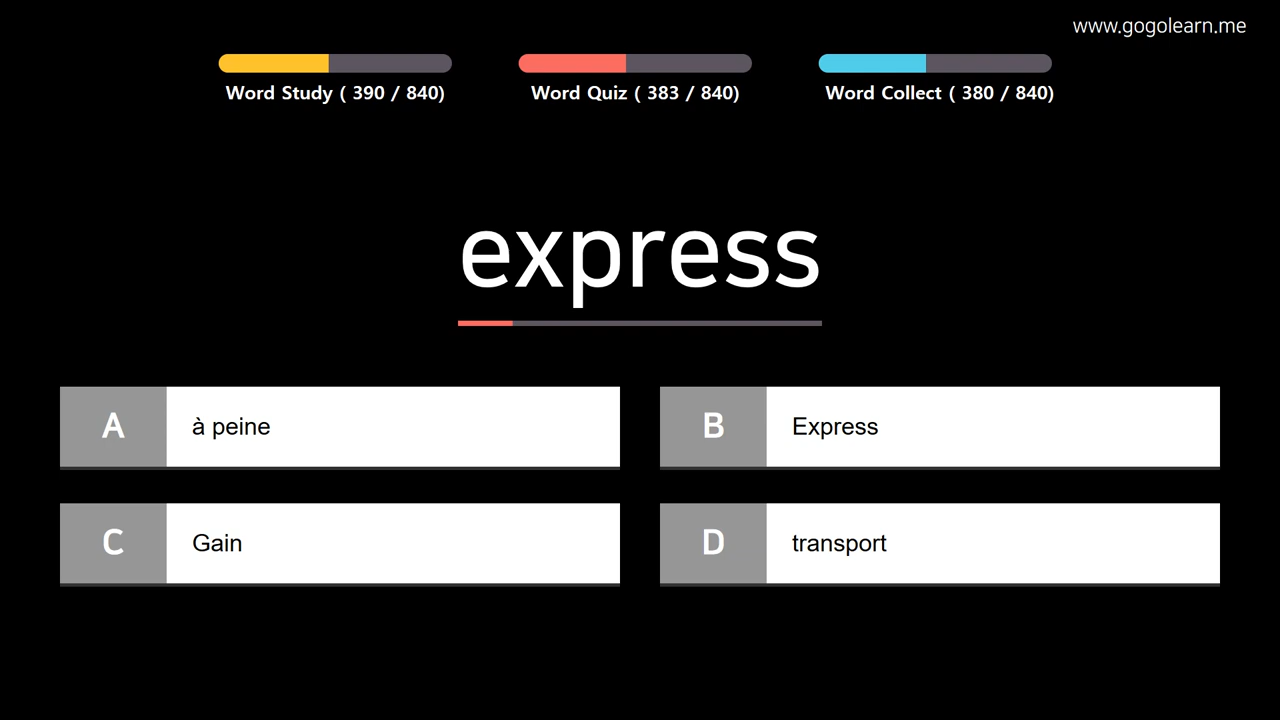 www.gogolearn.me
Word Study ( 390 / 840)
Word Quiz ( 383 / 840)
Word Collect ( 380 / 840)
express
A à peine
B Express
C Gain
D transport